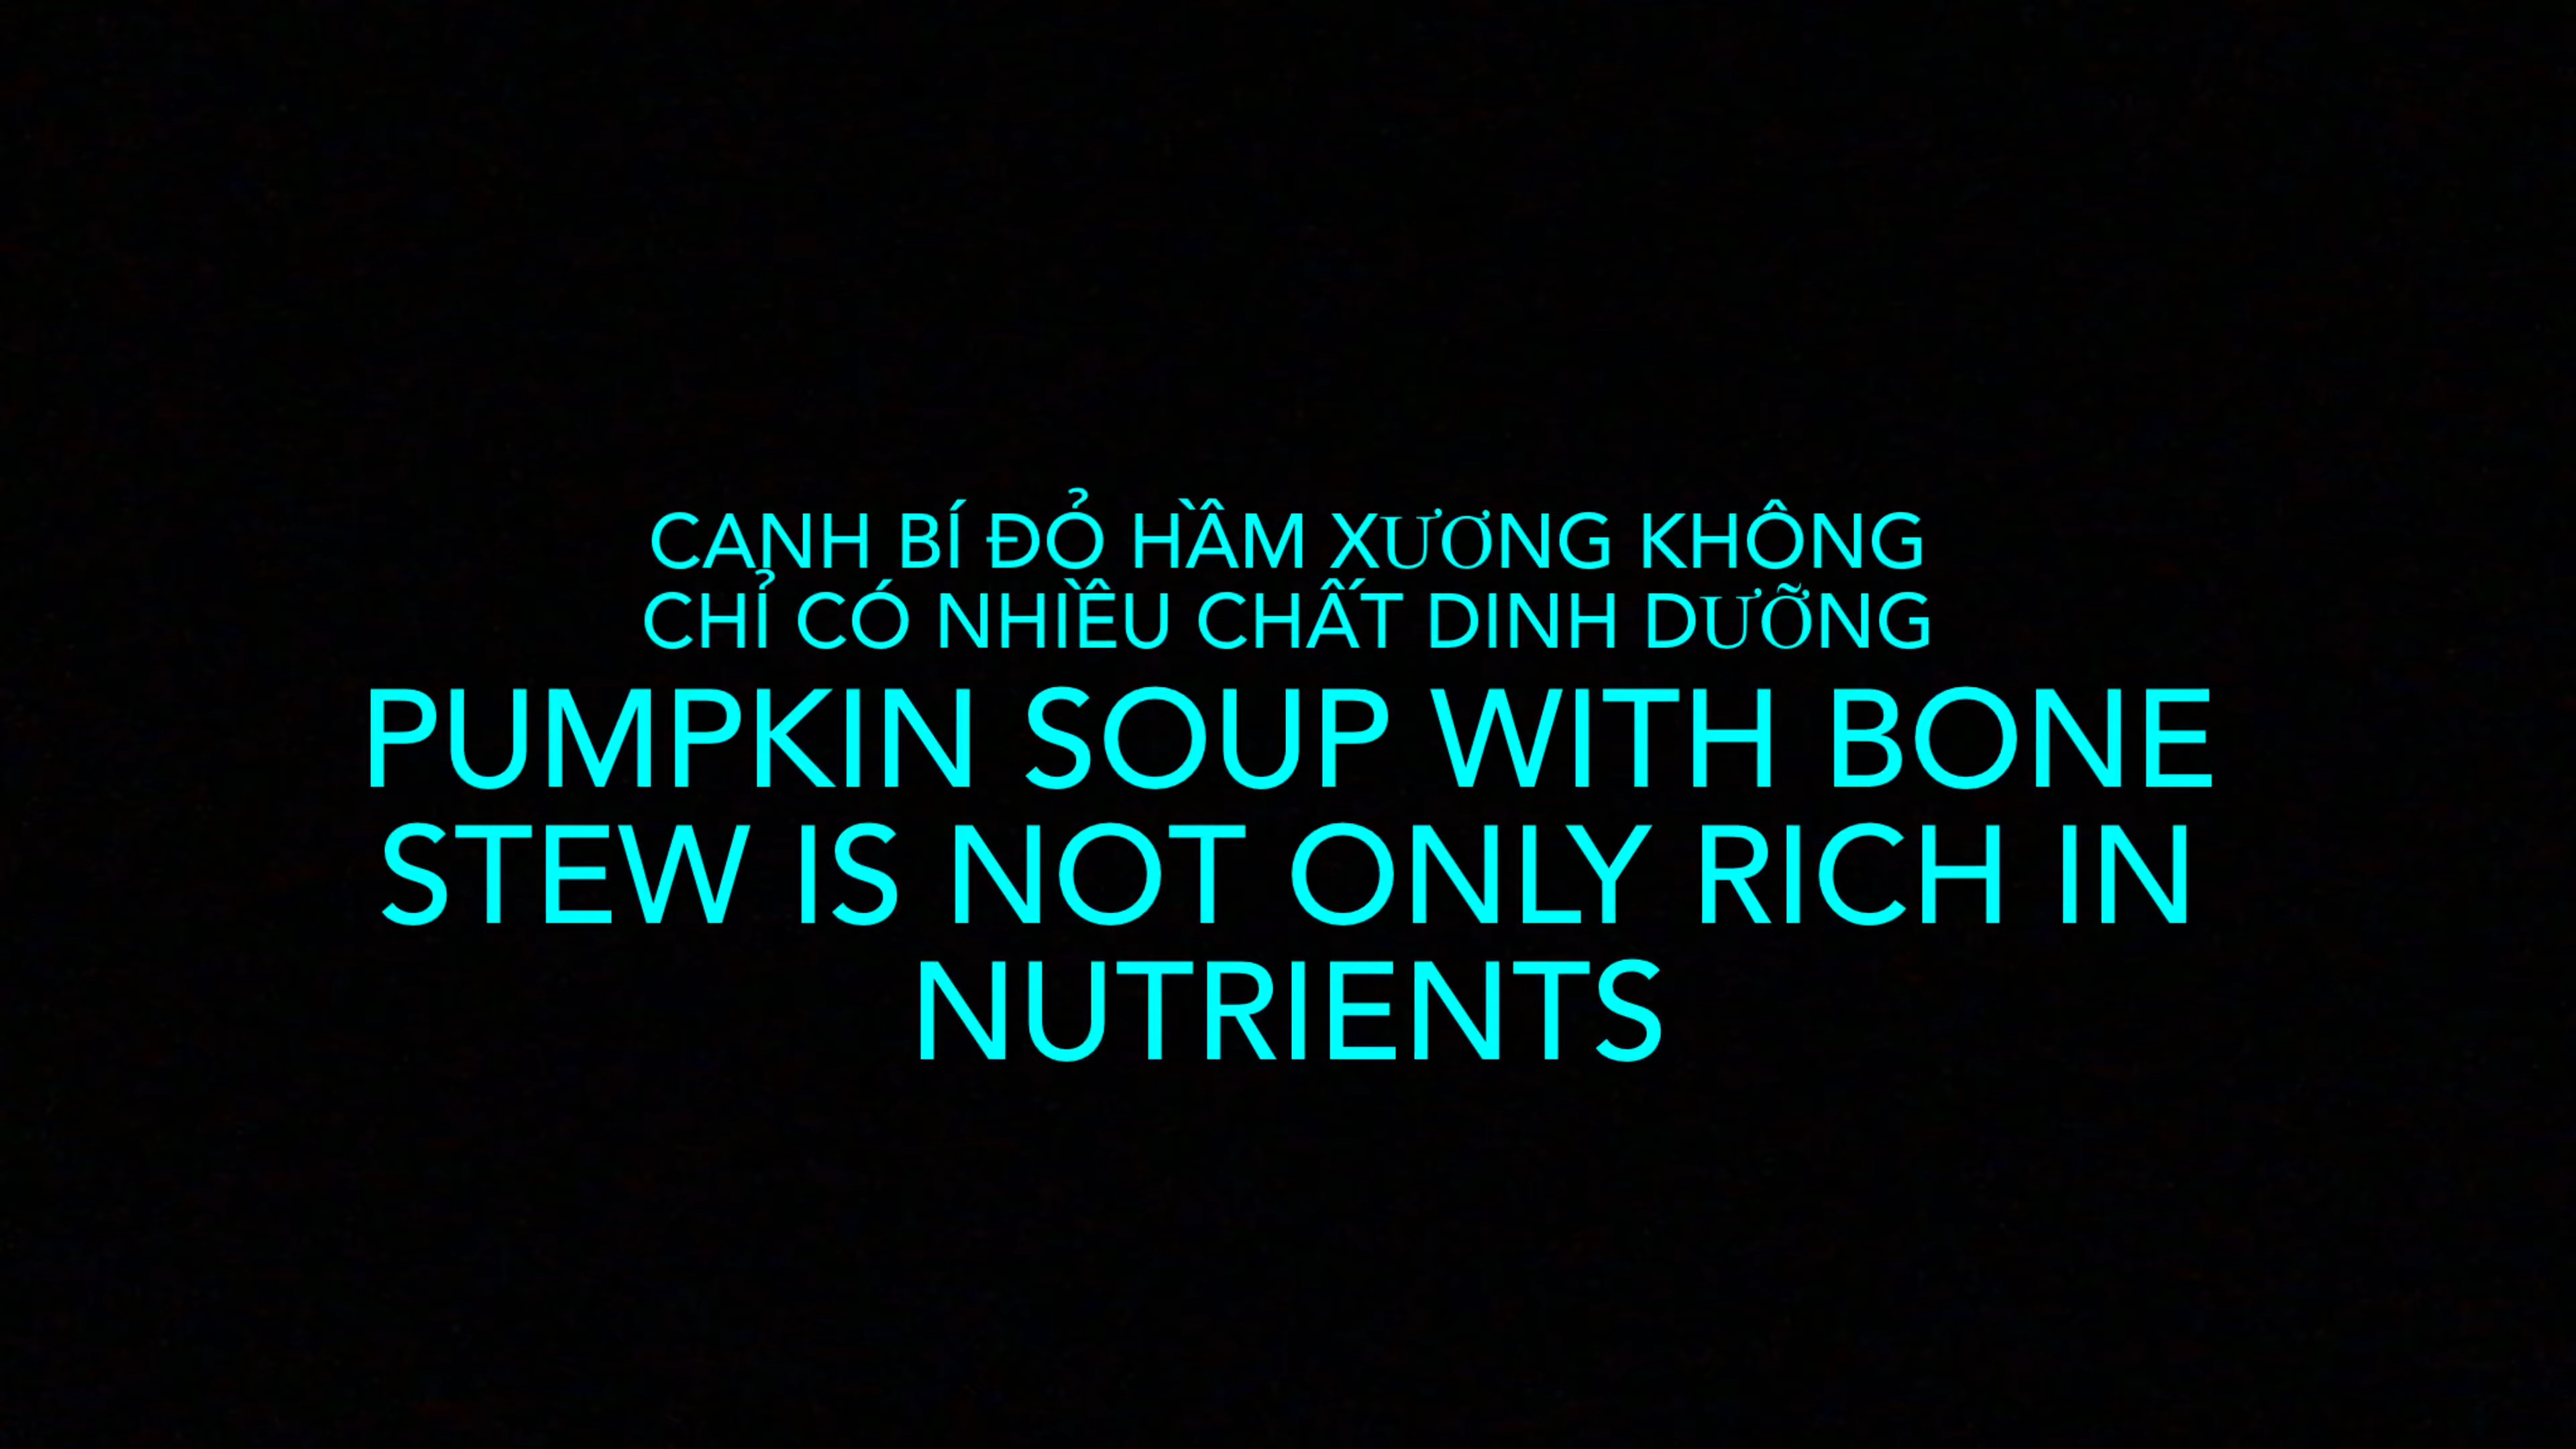 CANH BÍ ĐỎ HẦM XƯƠNG KHÔNG
CHỈ CÓ NHIỀU CHẤT DINH DƯỠNG
PUMPKIN SOUP WITH BONE
STEW IS NOT ONLY RICH IN
NUTRIENTS